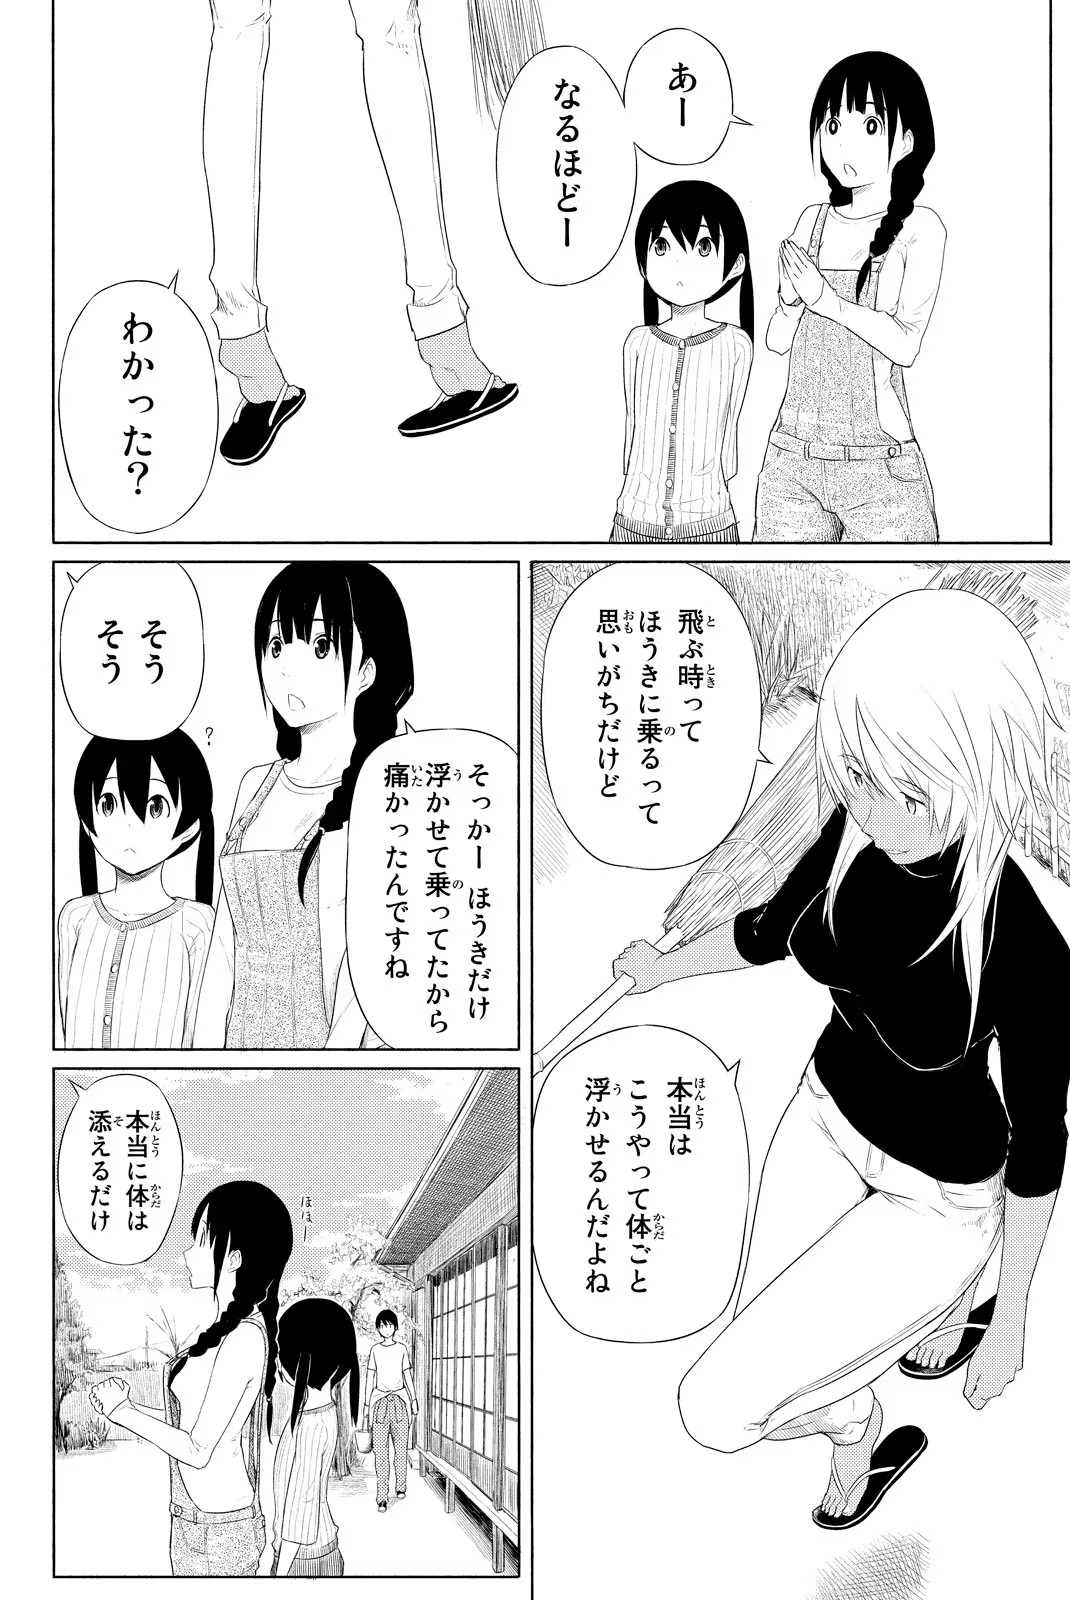 あー
なるほどー
わかった？
飛ぶ時って
ほうきに乗るって
思いがちだけど
本当は
こうやって体ごと
浮かせるんだよね
そっかー ほうきだけ
浮かせて乗ってたから
痛かったんですね
？
そう
そう
ほほー
本当に体は
添えるだけ